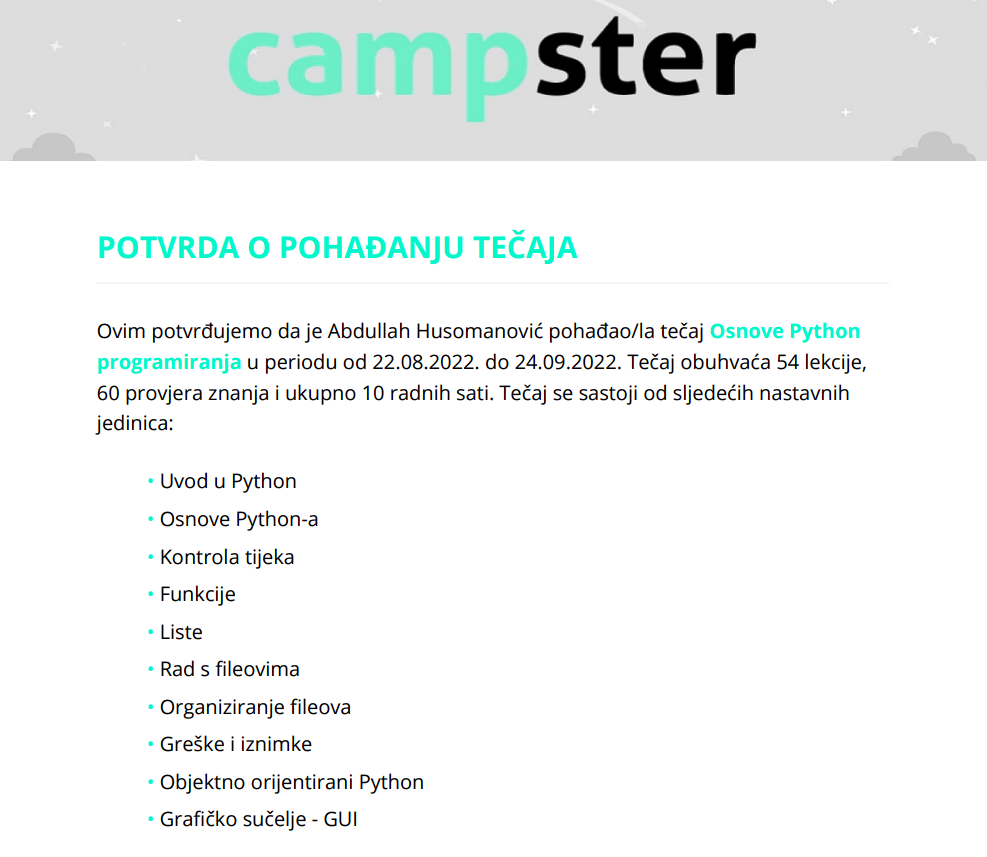 campster
POTVRDA O POHAĐANJU TEČAJA
Ovim potvrđujemo da je Abdullah Husomanović pohađao/la tečaj Osnove Python
programiranja u periodu od 22.08.2022. do 24.09.2022. Tečaj obuhvaća 54 lekcije,
60 provjera znanja i ukupno 10 radnih sati. Tečaj se sastoji od sljedećih nastavnih
jedinica:
• Uvod u Python
• Osnove Python-a
• Kontrola tijeka
• Funkcije
• Liste
• Rad s fileovima
• Organiziranje fileova
• Greške i iznimke
• Objektno orijentirani Python
• Grafičko sučelje - GUI